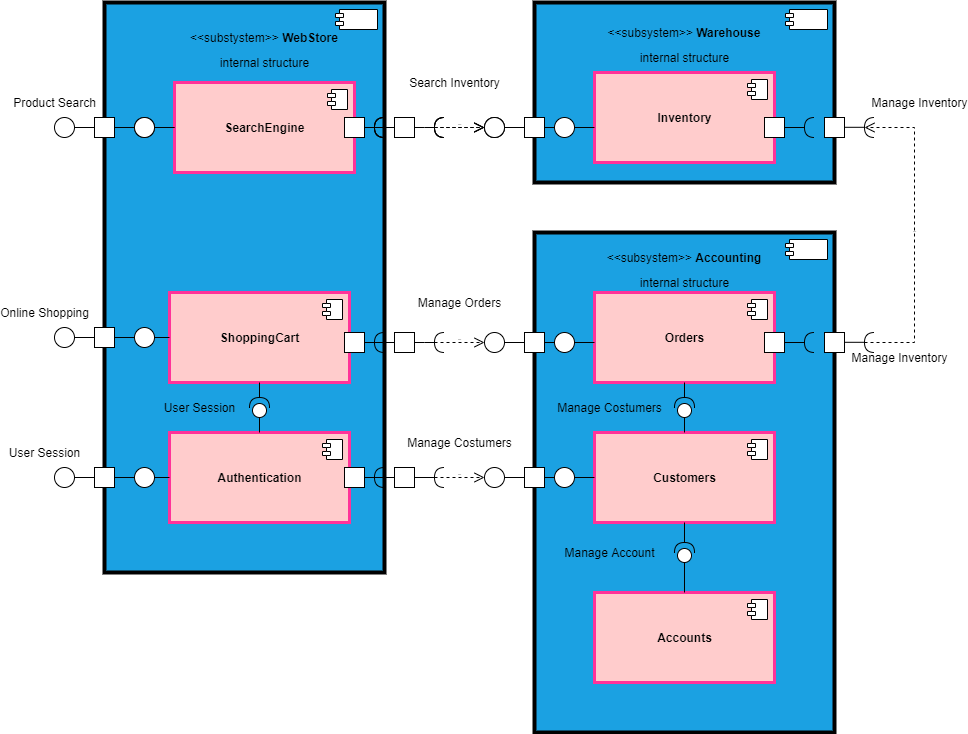 <<substystem>> WebStore
internal structure
<<subsystem>> Warehouse
internal structure
Product Search
SearchEngine
Search Inventory
Inventory
Manage Inventory
<<subsystem>> Accounting
internal structure
Online Shopping
ShoppingCart
Manage Orders
Orders
Manage Inventory
User Session
Manage Costumers
User Session
Authentication
Manage Costumers
Customers
Manage Account
Accounts